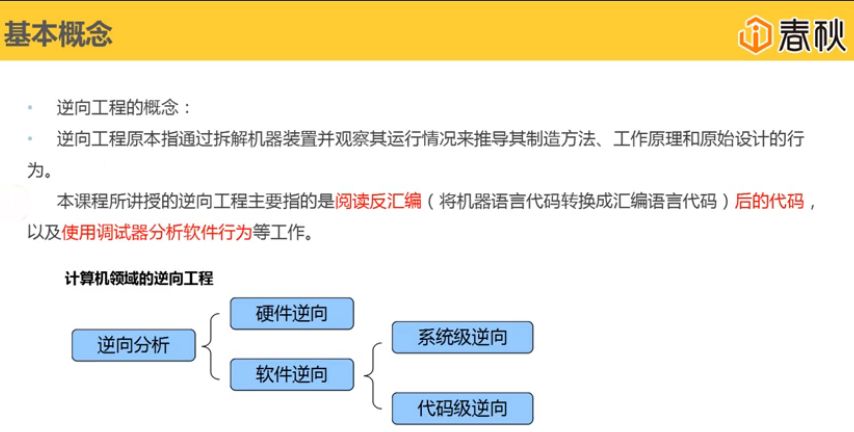 基本概念
i春秋
逆向工程的概念：
逆向工程原本指通过拆解机器装置并观察其运行情况来推导其制造方法、工作原理和原始设计的行
为。
本课程所讲授的逆向工程主要指的是阅读反汇编（将机器语言代码转换成汇编语言代码）后的代码，
以及使用调试器分析软件行为等工作。
计算机领域的逆向工程
硬件逆向
系统级逆向
逆向分析
软件逆向
代码级逆向